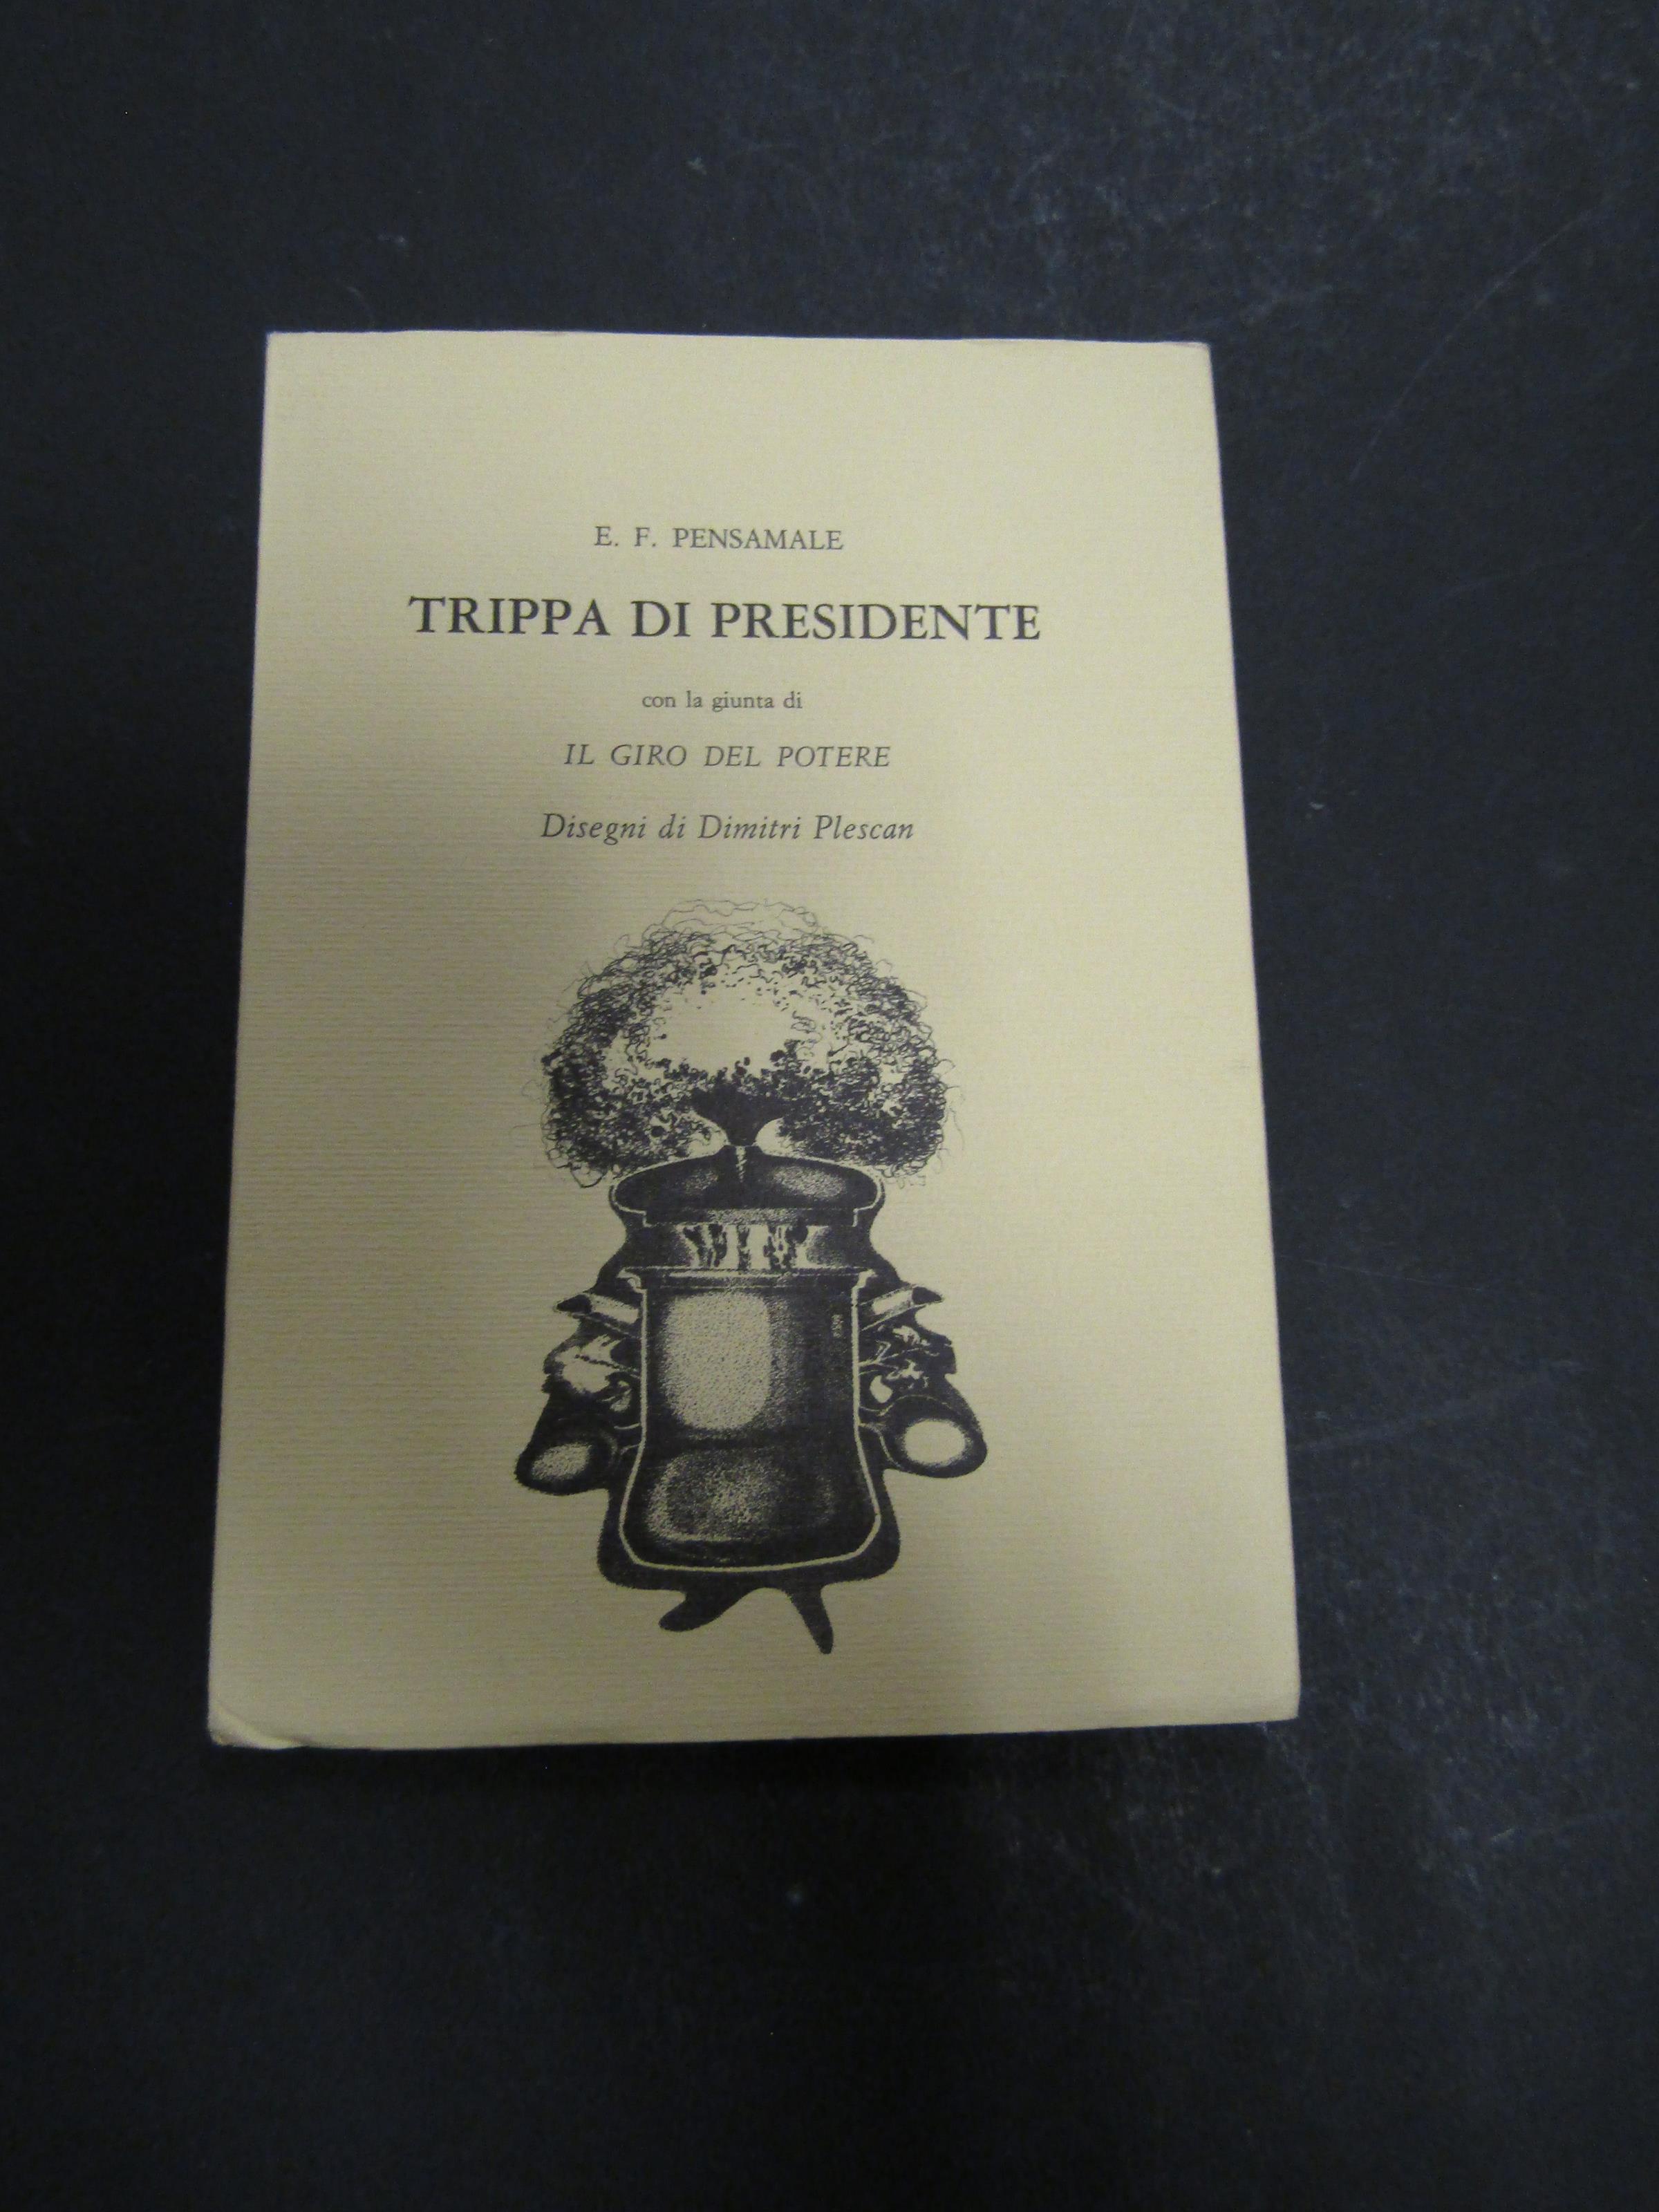 E. F. PENSAMALE
TRIPPA DI PRESIDENTE
con la giunta di
IL GIRO DEL POTERE
Disegni di Dimitri Plescan